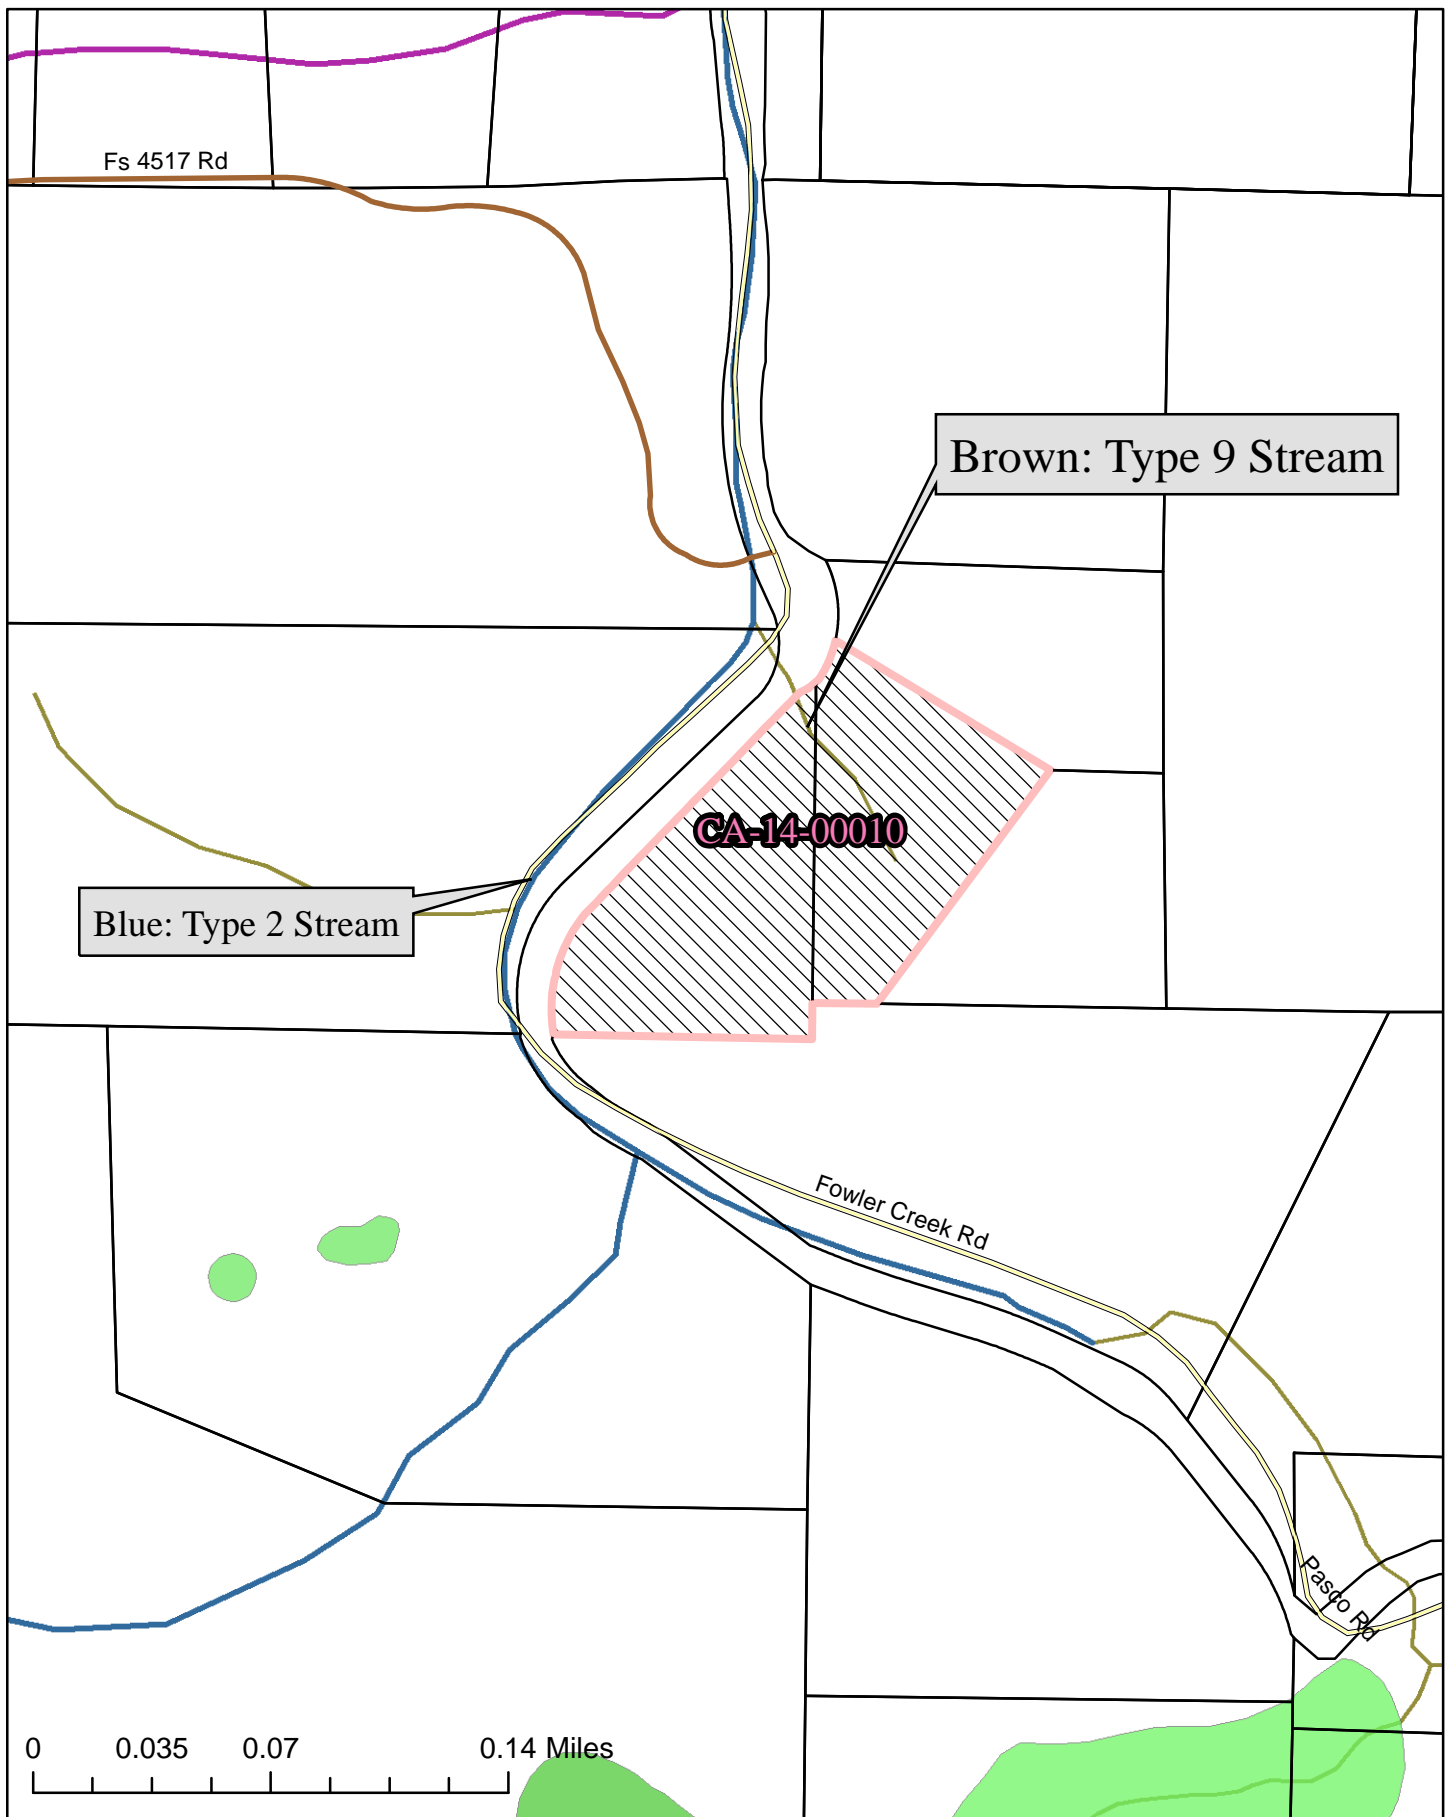 Fs 4517 Rd
Brown: Type 9 Stream
CA-14-00010
Blue: Type 2 Stream
Fowler Creek Rd
Pasco Rd
0 0.035 0.07 0.14 Miles